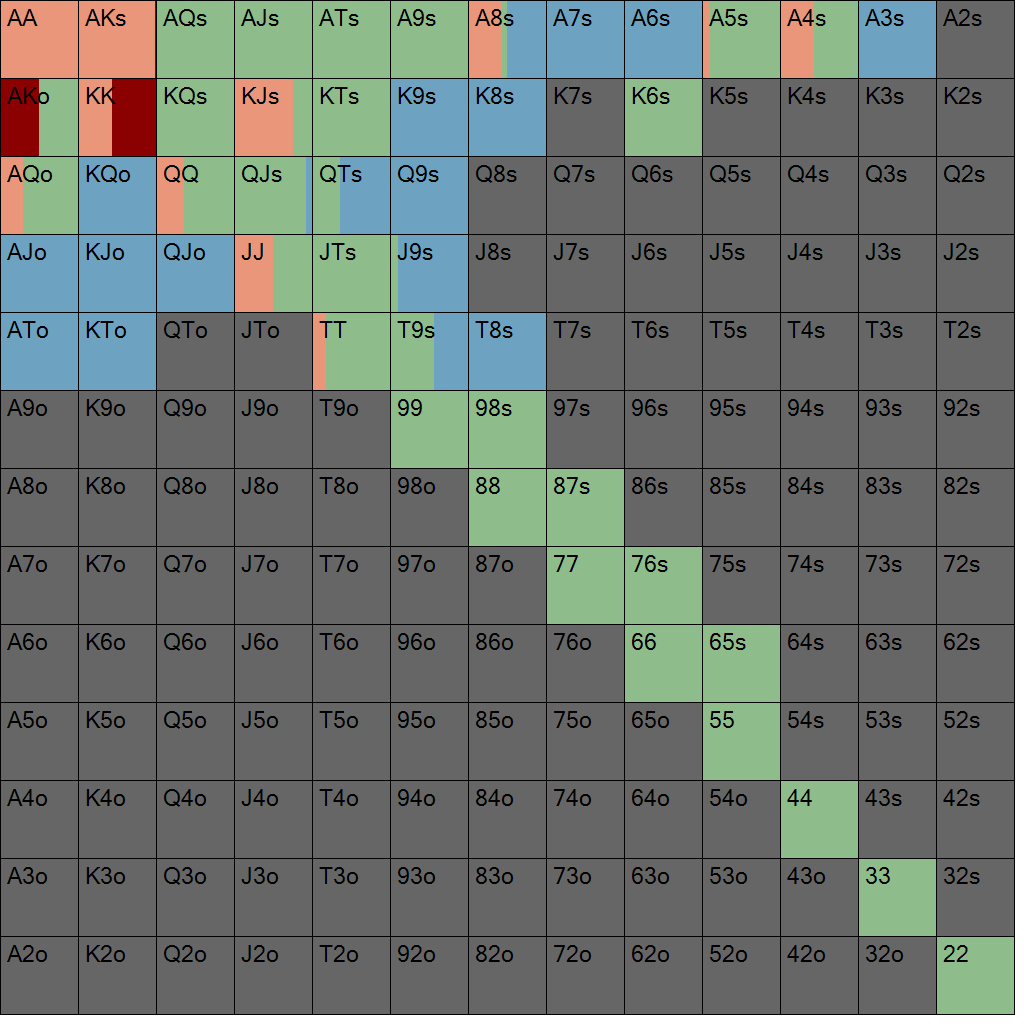 AA AKs AQs AJs ATs A9s A8s A7s A6s A5s A4s A3s A2s
AKo KK KQs KJs KTs K9s K8s K7s K6s K5s K4s K3s K2s
AQo KQo QQ QJs QTs Q9s Q8s Q7s Q6s Q5s Q4s Q3s Q2s
AJo KJo QJo JJ JTs J9s J8s J7s J6s J5s J4s J3s J2s
ATo KTo QTo JTo TT T9s T8s T7s T6s T5s T4s T3s T2s
A9o K9o Q9o J9o T9o 99 98s 97s 96s 95s 94s 93s 92s
A8o K8o Q8o J8o T8o 98o 88 87s 86s 85s 84s 83s 82s
A7o K7o Q7o J7o T7o 97o 87o 77 76s 75s 74s 73s 72s
A6o K6o Q6o J6o T6o 96o 86o 76o 66 65s 64s 63s 62s
A5o K5o Q5o J5o T5o 95o 85o 75o 65o 55 54s 53s 52s
A4o K4o Q4o J4o T4o 94o 84o 74o 64o 54o 44 43s 42s
A3o K3o Q3o J3o T3o 93o 83o 73o 63o 53o 43o 33 32s
A2o K2o Q2o J2o T2o 92o 82o 72o 62o 52o 42o 32o 22